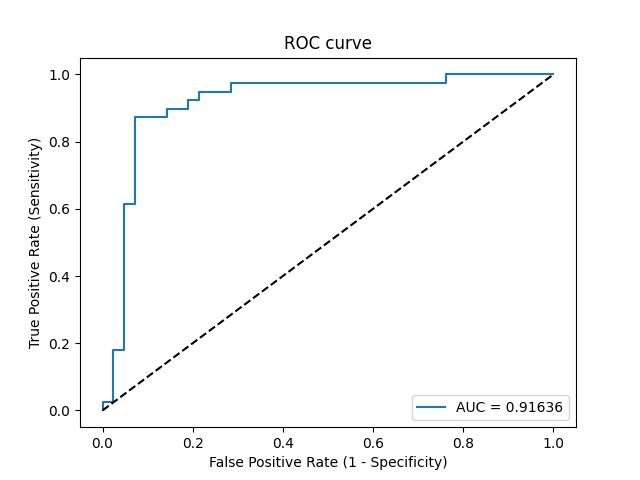 ROC curve
1.0
0.8
0.6
0.4
0.2
0.0
True Positive Rate (Sensitivity)
AUC = 0.91636
0.0 0.2 0.4 0.6 0.8 1.0
False Positive Rate (1 - Specificity)